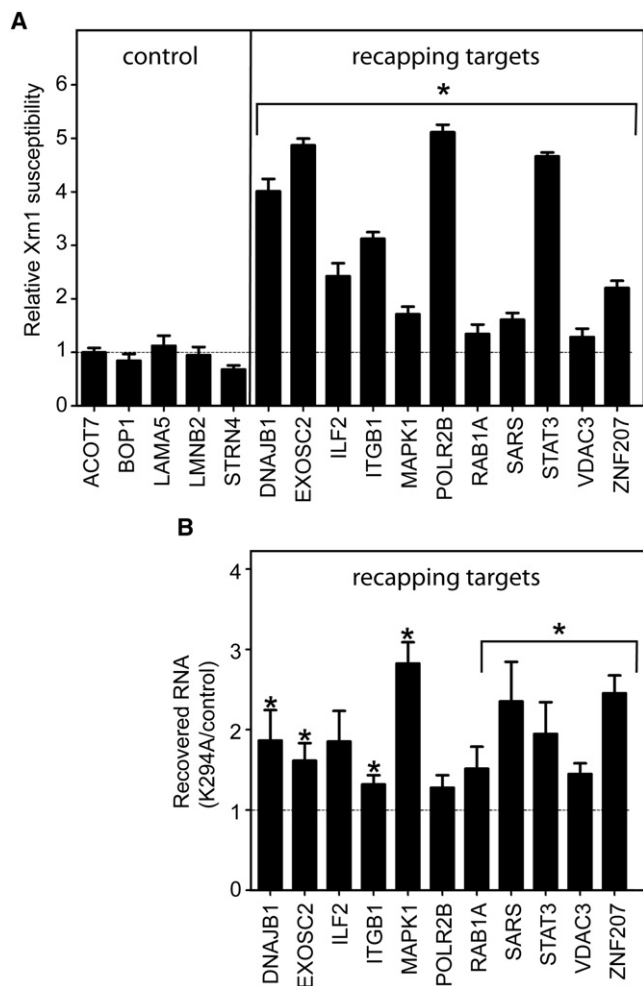 A
control
recapping targets
*
Relative Xrn1 susceptibility
6
5
4
3
2
1
0
ACOT7
BOP1
LAMA5
LMNB2
STRN4
DNAJB1
EXOSC2
ILF2
ITGB1
MAPK1
POLR2B
RAB1A
SARS
STAT3
VDAC3
ZNF207
B
recapping targets
Recovered RNA
(K294A/control)
4
3
2
1
0
*
*
*
*
*
DNAJB1
EXOSC2
ILF2
ITGB1
MAPK1
POLR2B
RAB1A
SARS
STAT3
VDAC3
ZNF207